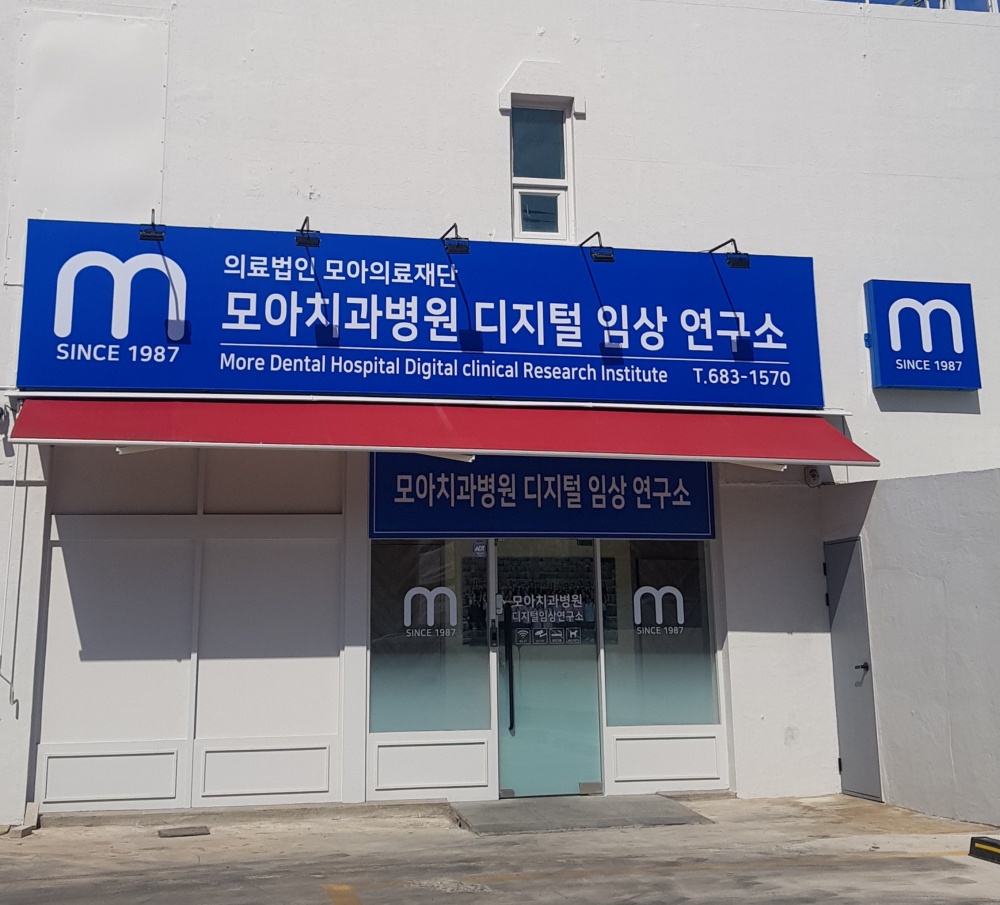 의료법인 모아의료재단
m 모아치과병원 디지털 임상 연구소
SINCE 1987
More Dental Hospital Digital clinical Research Institute T.683-1570
m
SINCE 1987
모아치과병원 디지털 임상 연구소
ADT
m
SINCE 1987
모아치과병원
디지털임상연구소
m
SINCE 1987